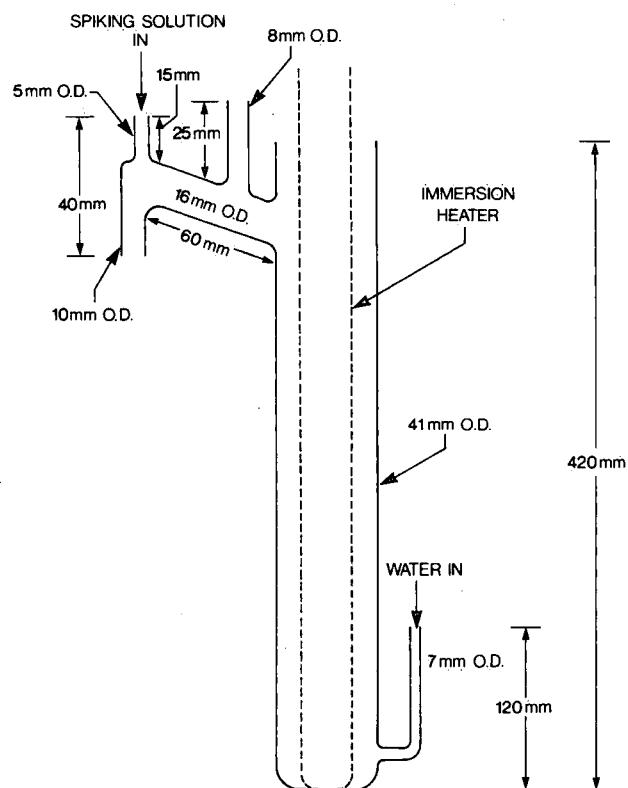 SPIKING SOLUTION
IN
8mm O.D.
15mm
5mm O.D.
25mm
40mm
16mm O.D.
IMMERSION
HEATER
60mm
10mm O.D.
41mm O.D.
420mm
WATER IN
7mm O.D.
120mm